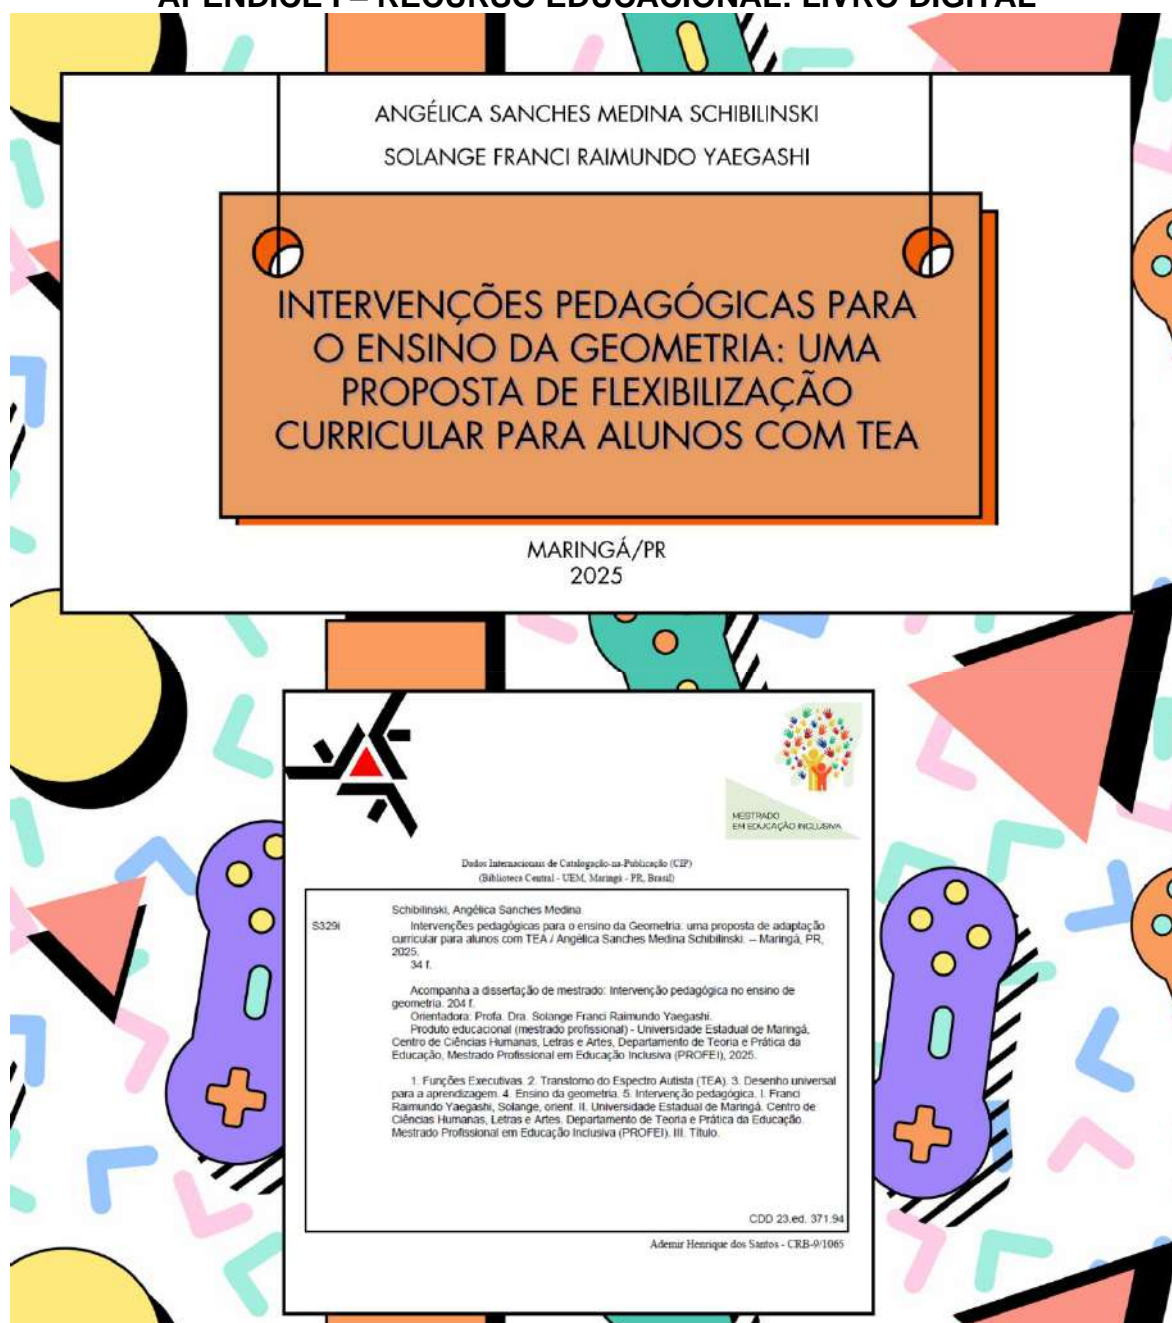 APÊNDICE I – RECURSO EDUCACIONAL: LIVRO DIGITAL
ANGÉLICA SANCHES MEDINA SCHIBILINSKI
SOLANGE FRANCI RAIMUNDO YAEGASHI
INTERVENÇÕES PEDAGÓGICAS PARA
O ENSINO DA GEOMETRIA: UMA
PROPOSTA DE FLEXIBILIZAÇÃO
CURRICULAR PARA ALUNOS COM TEA
MARINGÁ/PR
2025
MESTRADO
EM EDUCAÇÃO INCLUSIVA
Dados Internacionais de Catalogação-na-Publicação (CIP)
(Biblioteca Central - UEM, Maringá - PR, Brasil)
Schibilinski, Angélica Sanches Medina
S329i
Intervenções pedagógicas para o ensino da Geometria: uma proposta de adaptação
curricular para alunos com TEA / Angélica Sanches Medina Schibilinski. -- Maringá, PR,
2025.
34 f.
Acompanha a dissertação de mestrado: Intervenção pedagógica no ensino de
geometria. 204 f.
Orientadora: Profa. Dra. Solange Franci Raimundo Yaegashi.
Produto educacional (mestrado profissional) - Universidade Estadual de Maringá,
Centro de Ciências Humanas, Letras e Artes, Departamento de Teoria e Prática da
Educação, Mestrado Profissional em Educação Inclusiva (PROFEI), 2025.
1. Funções Executivas. 2. Transtorno do Espectro Autista (TEA). 3. Desenho universal
para a aprendizagem. 4. Ensino da geometria. 5. Intervenção pedagógica. I. Franci
Raimundo Yaegashi, Solange, orient. II. Universidade Estadual de Maringá. Centro de
Ciências Humanas, Letras e Artes. Departamento de Teoria e Prática da Educação.
Mestrado Profissional em Educação Inclusiva (PROFEI). III. Título.
CDD 23.ed. 371.94
Ademir Henrique dos Santos - CRB-9/1065